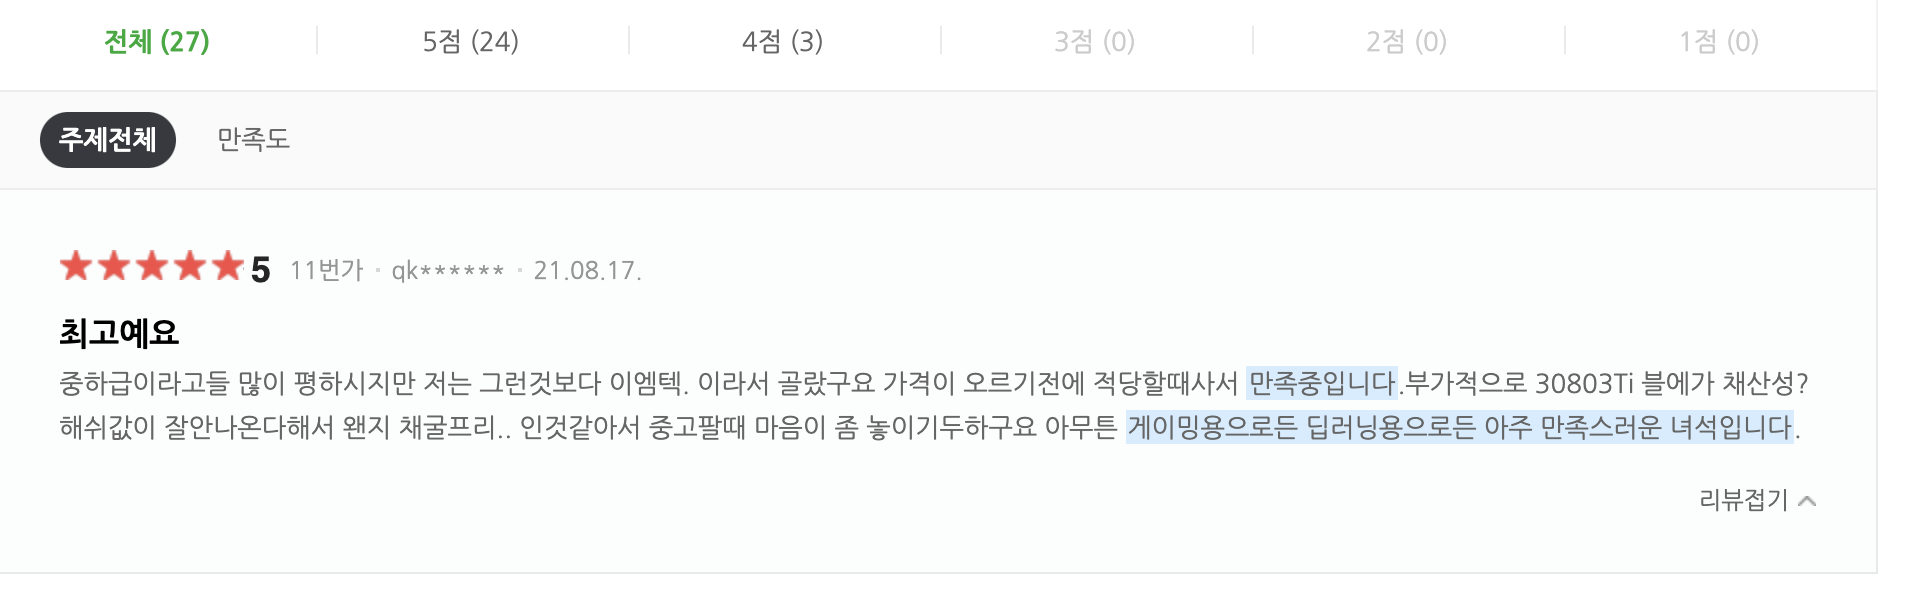 전체 (27) 5점 (24) 4점 (3) 3점 (0) 2점 (0) 1점 (0)
주제전체 만족도
5 11번가 · qk****** · 21.08.17.
최고예요
중하급이라고들 많이 평하시지만 저는 그런것보다 이엠텍. 이라서 골랐구요 가격이 오르기전에 적당할때사서 만족중입니다.부가적으로 30803Ti 블에가 채산성?
해쉬값이 잘안나온다해서 왠지 채굴프리.. 인것같아서 중고팔때 마음이 좀 놓이기두하구요 아무튼 게이밍용으로든 딥러닝용으로든 아주 만족스러운 녀석입니다.
리뷰접기